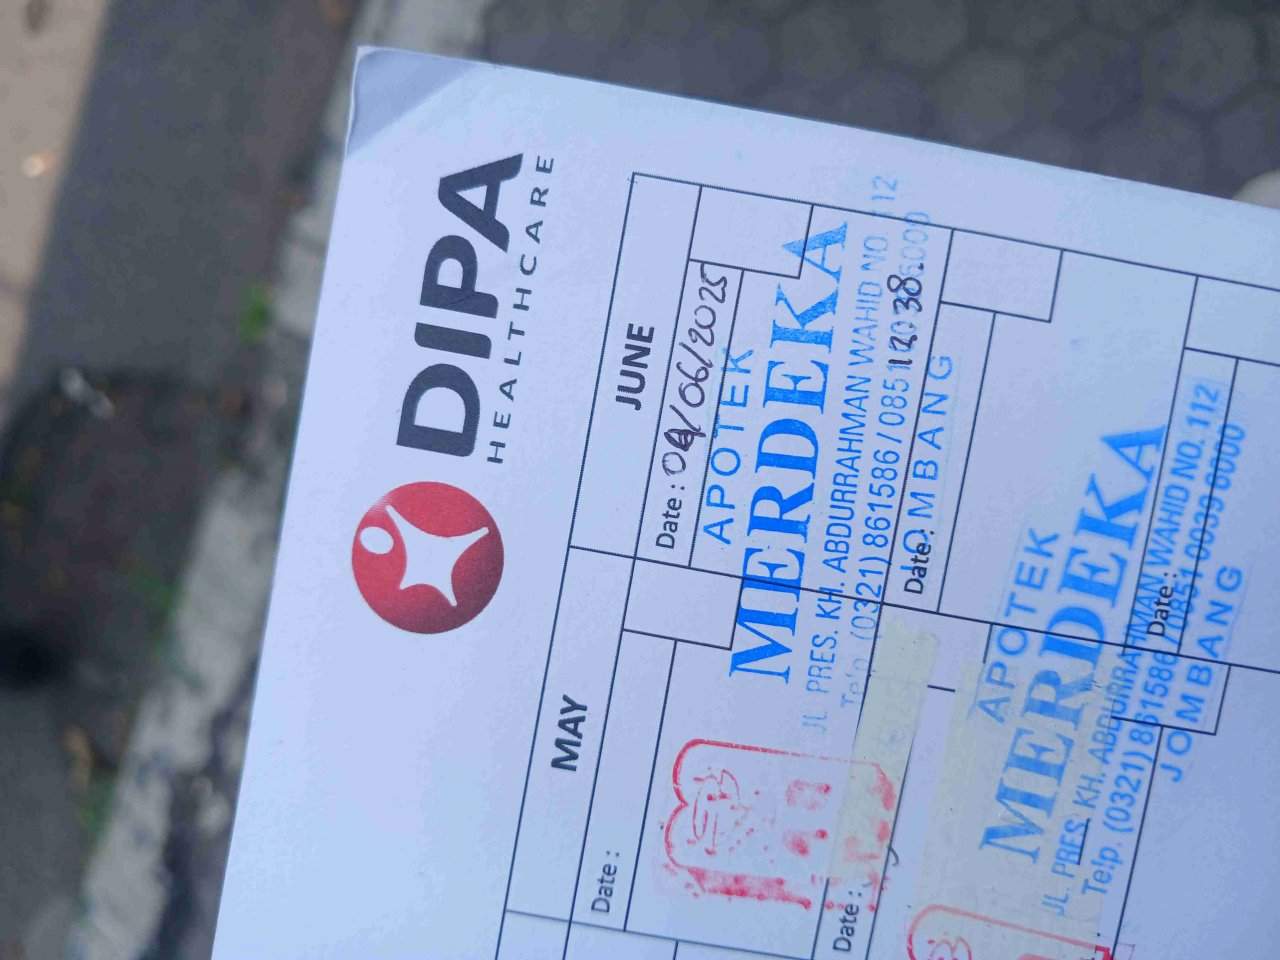 DIPA
HEALTHCARE
MAY
JUNE
Date :
Date : 04/06/2025
APOTEK
MERDEKA
JL. PRES. KH. ABDURRAHMAN WAHID NO. 112
Telp. (0321) 861586 / 0851
12.38.
JOMBANG
Date :
Date :
APOTEK
MERDEKA
JL. PRES. KH. ABDURRAHMAN WAHID NO. 112
Telp. (0321) 861586 / 0851 0039 6000
JOMBANG
Date :